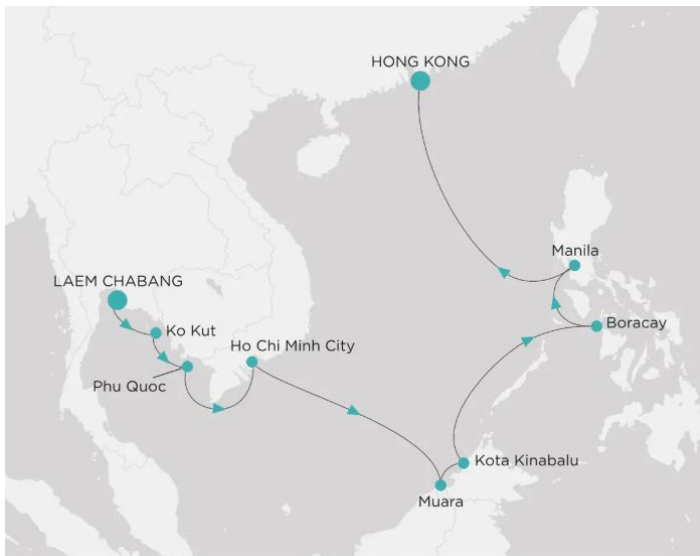 HONG KONG
Manila
LAEM CHABANG
Boracay
Ko Kut
Ho Chi Minh City
Phu Quoc
Kota Kinabalu
Muara